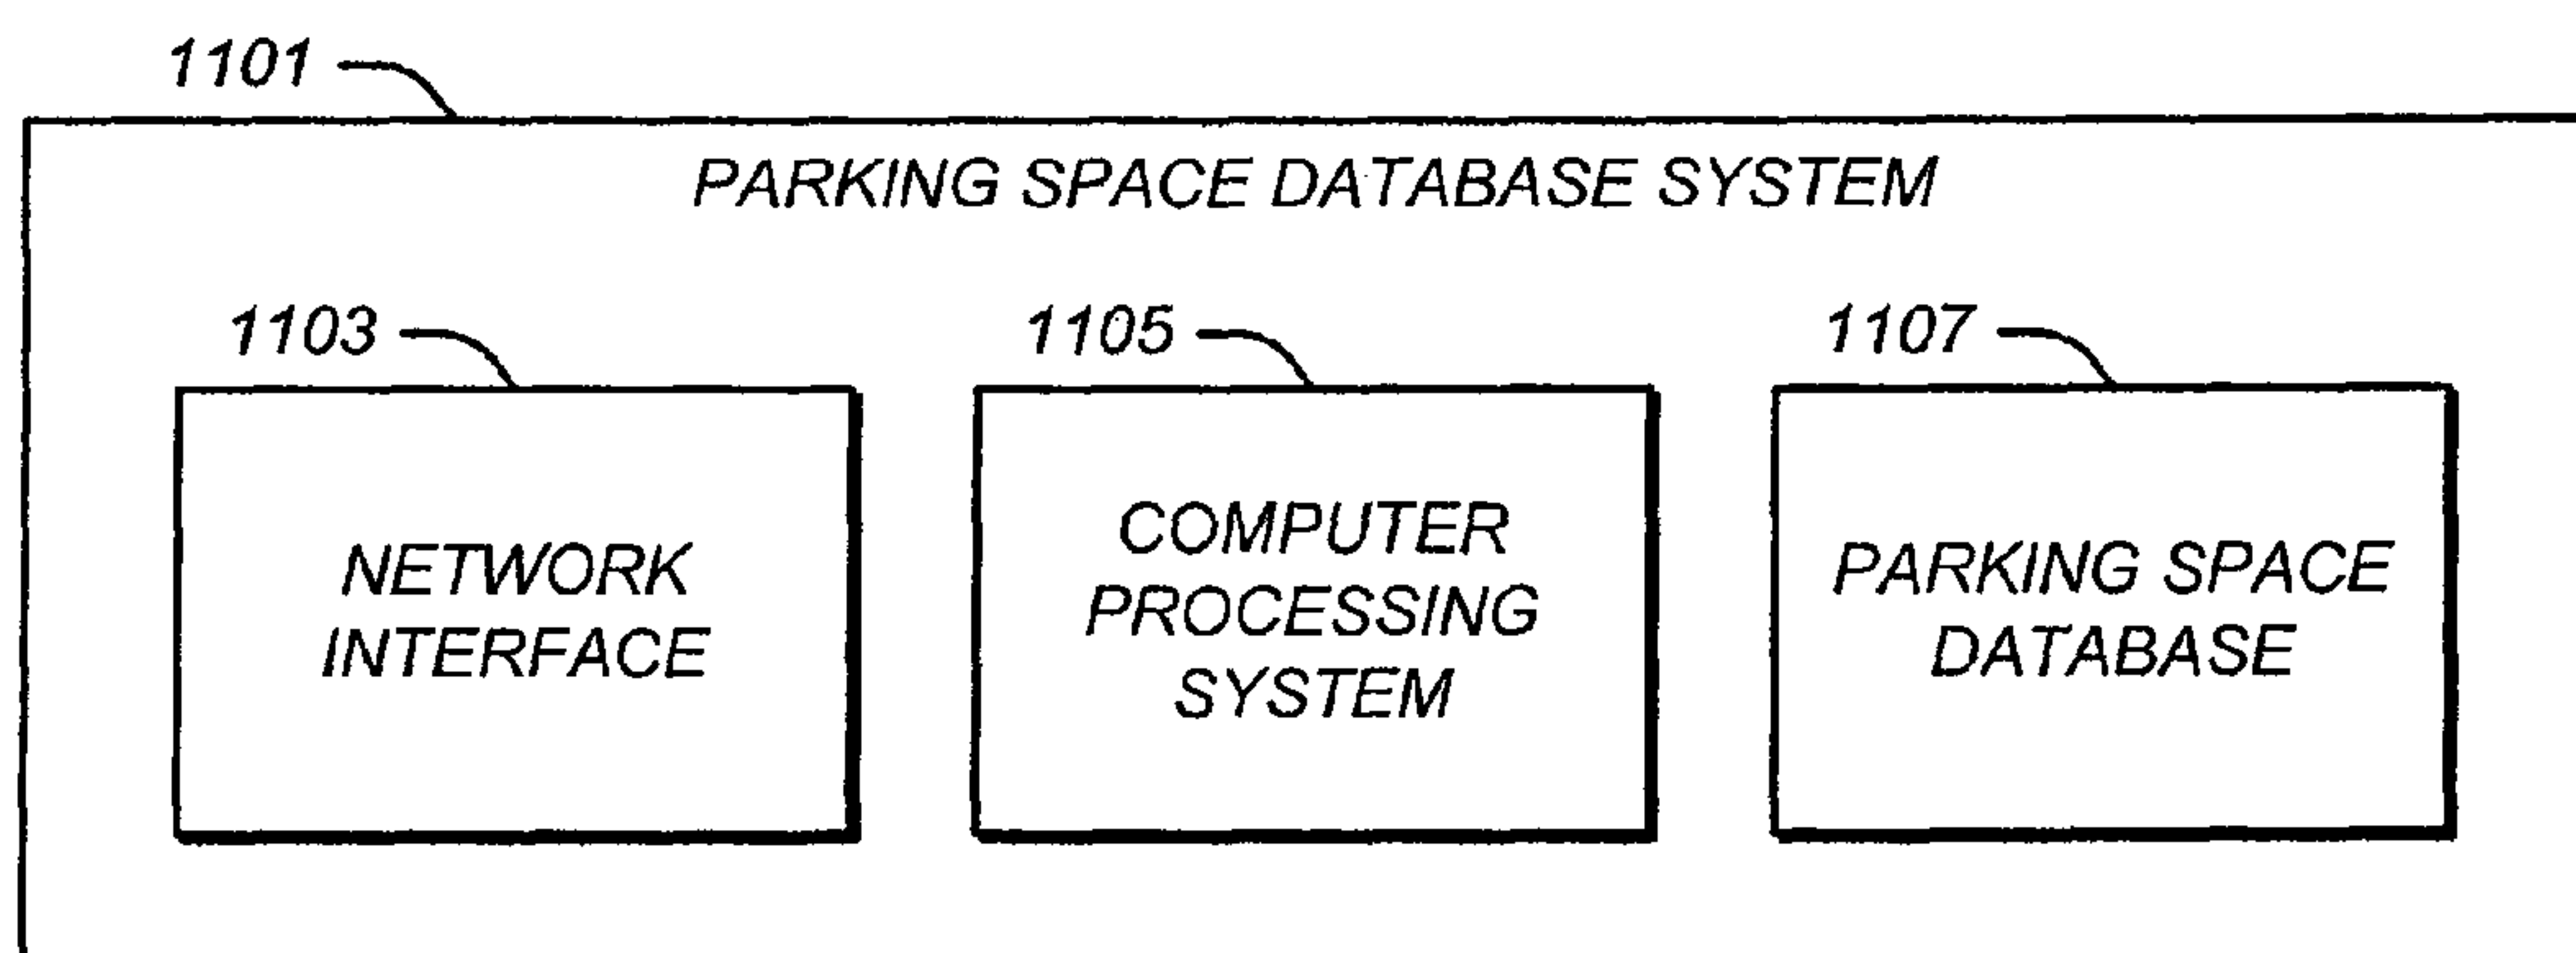 1101
PARKING SPACE DATABASE SYSTEM
1103
1105
1107
NETWORK
INTERFACE
COMPUTER
PROCESSING
SYSTEM
PARKING SPACE
DATABASE